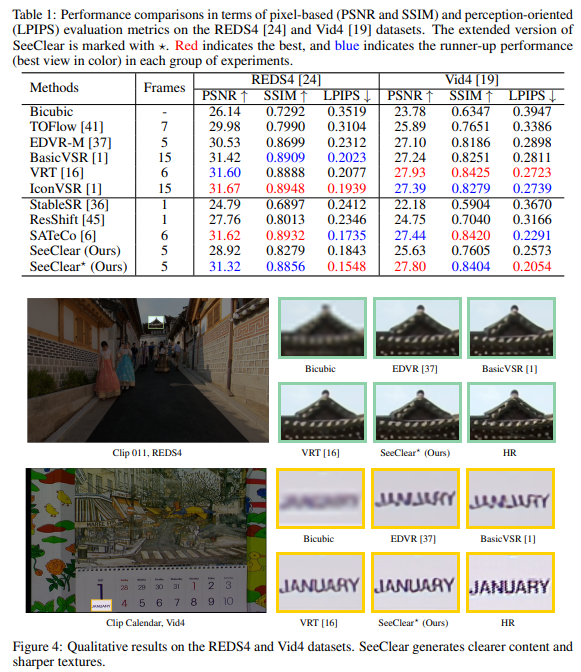 Table 1: Performance comparisons in terms of pixel-based (PSNR and SSIM) and perception-oriented
(LPIPS) evaluation metrics on the REDS4 [24] and Vid4 [19] datasets. The extended version of
SeeClear is marked with ⋆. Red indicates the best, and blue indicates the runner-up performance
(best view in color) in each group of experiments.
Methods Frames REDS4 [24] Vid4 [19]
PSNR ↑ SSIM ↑ LPIPS ↓ PSNR ↑ SSIM ↑ LPIPS ↓
Bicubic - 26.14 0.7292 0.3519 23.78 0.6347 0.3947
TOFlow [41] 7 29.98 0.7990 0.3104 25.89 0.7651 0.3386
EDVR-M [37] 5 30.53 0.8699 0.2312 27.10 0.8186 0.2898
BasicVSR [1] 15 31.42 0.8909 0.2023 27.24 0.8251 0.2811
VRT [16] 6 31.60 0.8888 0.2077 27.93 0.8425 0.2723
IconVSR [1] 15 31.67 0.8948 0.1939 27.39 0.8279 0.2739
StableSR [36] 1 24.79 0.6897 0.2412 22.18 0.5904 0.3670
ResShift [45] 1 27.76 0.8013 0.2346 24.75 0.7040 0.3166
SATeCo [6] 6 31.62 0.8932 0.1735 27.44 0.8420 0.2291
SeeClear (Ours) 5 28.92 0.8279 0.1843 25.63 0.7605 0.2573
SeeClear⋆ (Ours) 5 31.32 0.8856 0.1548 27.80 0.8404 0.2054
Bicubic EDVR [37] BasicVSR [1]
Clip 011, REDS4 VRT [16] SeeClear⋆ (Ours) HR
JANUARY JANUARY
Bicubic EDVR [37] BasicVSR [1]
1 28 29 30 31 1 2 3
JANUARY 4 5 6 7 8 9 10
JANUARY JANUARY JANUARY
Clip Calendar, Vid4 VRT [16] SeeClear⋆ (Ours) HR
Figure 4: Qualitative results on the REDS4 and Vid4 datasets. SeeClear generates clearer content and
sharper textures.